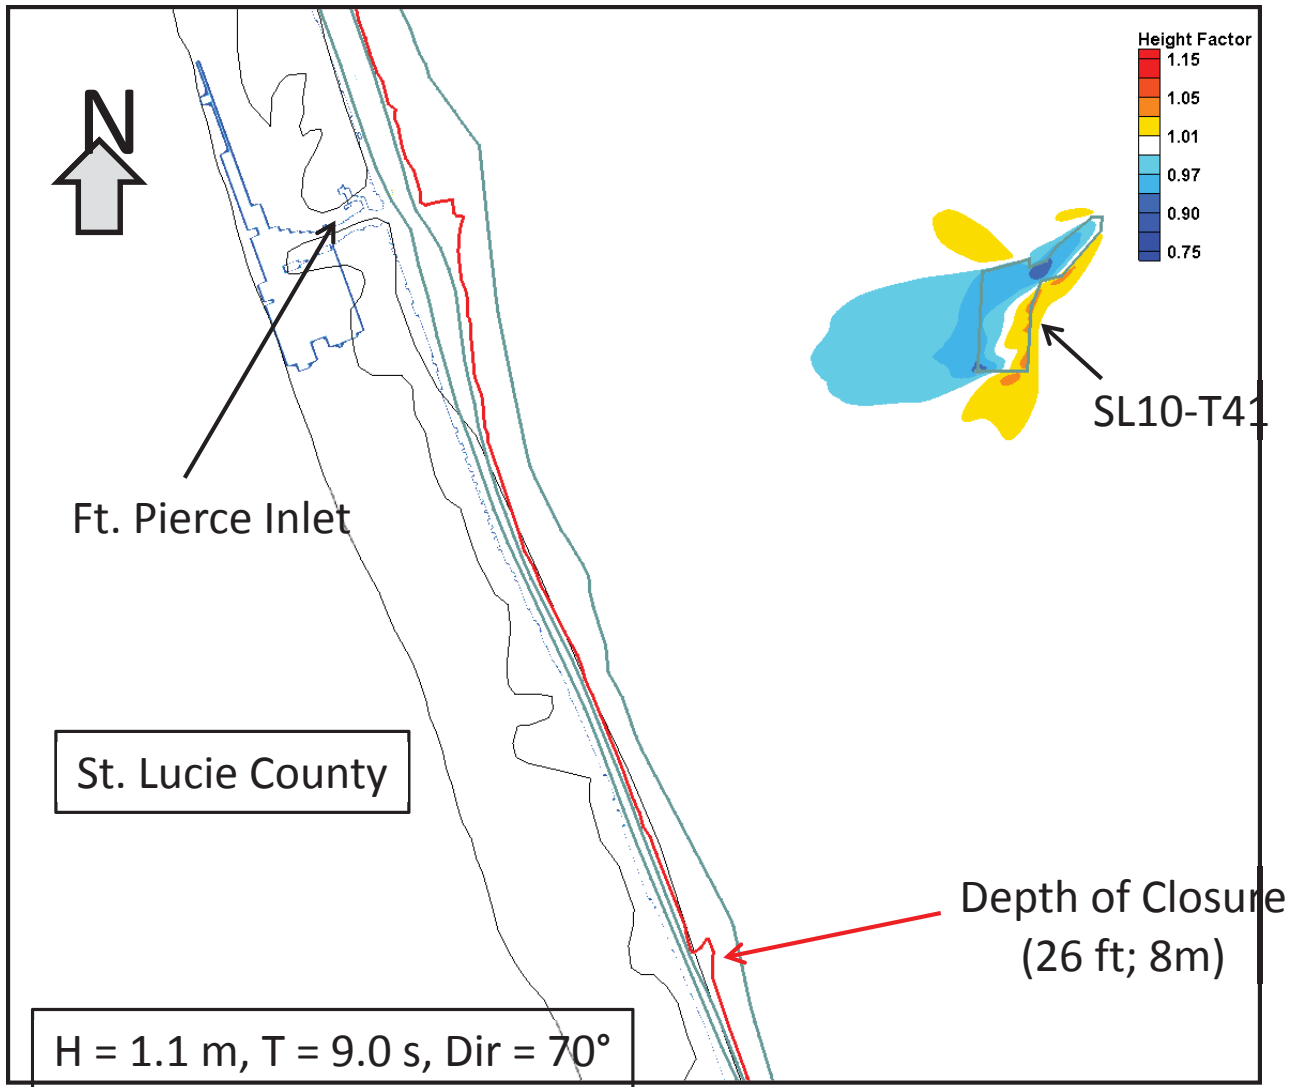 Height Factor
1.15
1.05
1.01
0.97
0.90
0.75
N
SL10-T41
Ft. Pierce Inlet
St. Lucie County
Depth of Closure
(26 ft; 8m)
H = 1.1 m, T = 9.0 s, Dir = 70°